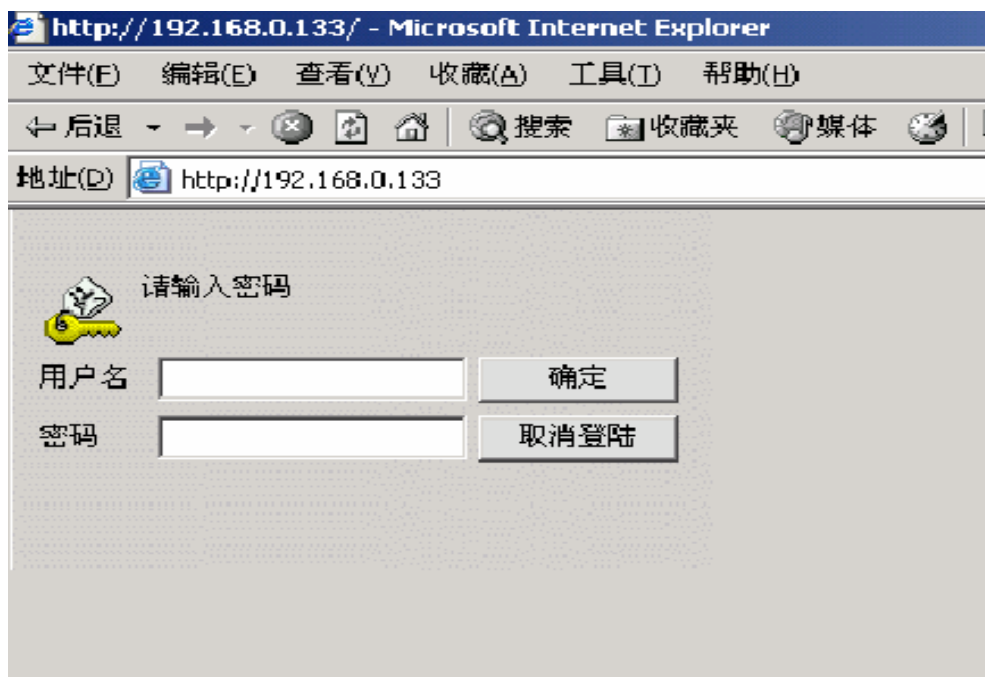 http://192.168.0.133/ - Microsoft Internet Explorer
文件(F) 编辑(E) 查看(V) 收藏(A) 工具(T) 帮助(H)
后退 搜索 收藏夹 媒体
地址(D) http://192.168.0.133
请输入密码
用户名 确定
密码 取消登陆